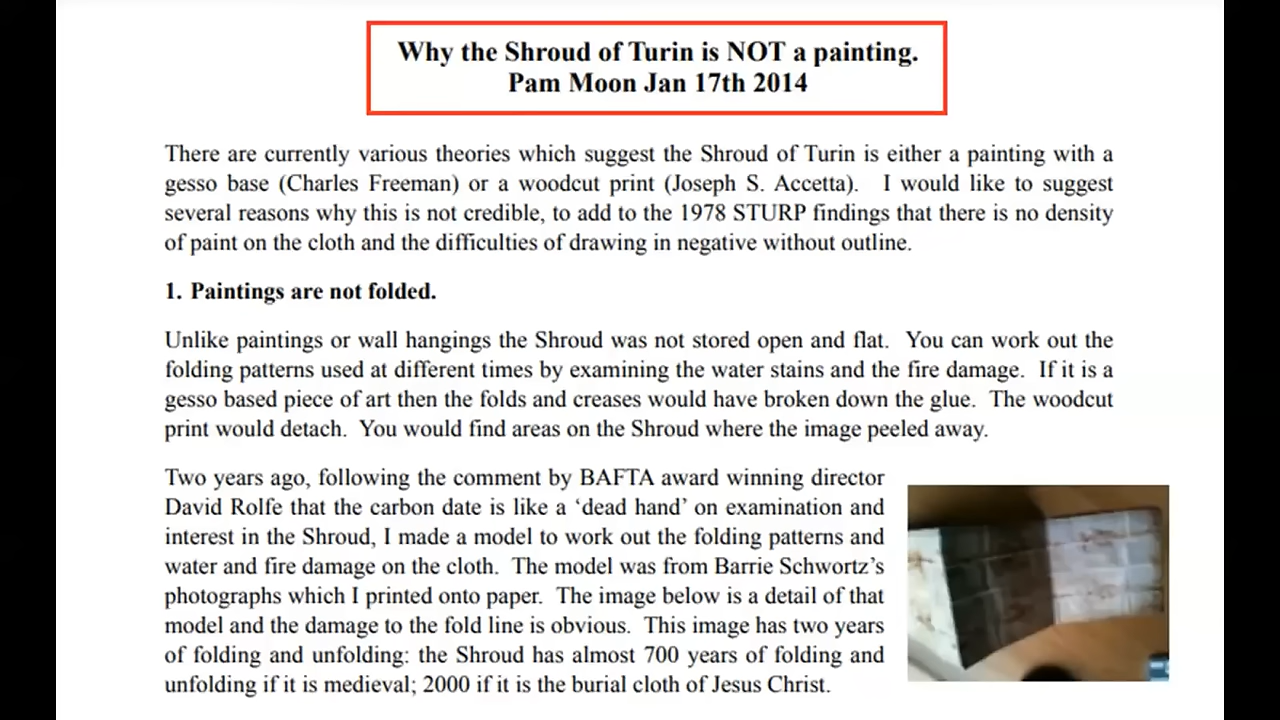 Why the Shroud of Turin is NOT a painting.
Pam Moon Jan 17th 2014
There are currently various theories which suggest the Shroud of Turin is either a painting with a
gesso base (Charles Freeman) or a woodcut print (Joseph S. Accetta). I would like to suggest
several reasons why this is not credible, to add to the 1978 STURP findings that there is no density
of paint on the cloth and the difficulties of drawing in negative without outline.
1. Paintings are not folded.
Unlike paintings or wall hangings the Shroud was not stored open and flat. You can work out the
folding patterns used at different times by examining the water stains and the fire damage. If it is a
gesso based piece of art then the folds and creases would have broken down the glue. The woodcut
print would detach. You would find areas on the Shroud where the image peeled away.
Two years ago, following the comment by BAFTA award winning director
David Rolfe that the carbon date is like a ‘dead hand’ on examination and
interest in the Shroud, I made a model to work out the folding patterns and
water and fire damage on the cloth. The model was from Barrie Schwortz’s
photographs which I printed onto paper. The image below is a detail of that
model and the damage to the fold line is obvious. This image has two years
of folding and unfolding: the Shroud has almost 700 years of folding and
unfolding if it is medieval; 2000 if it is the burial cloth of Jesus Christ.